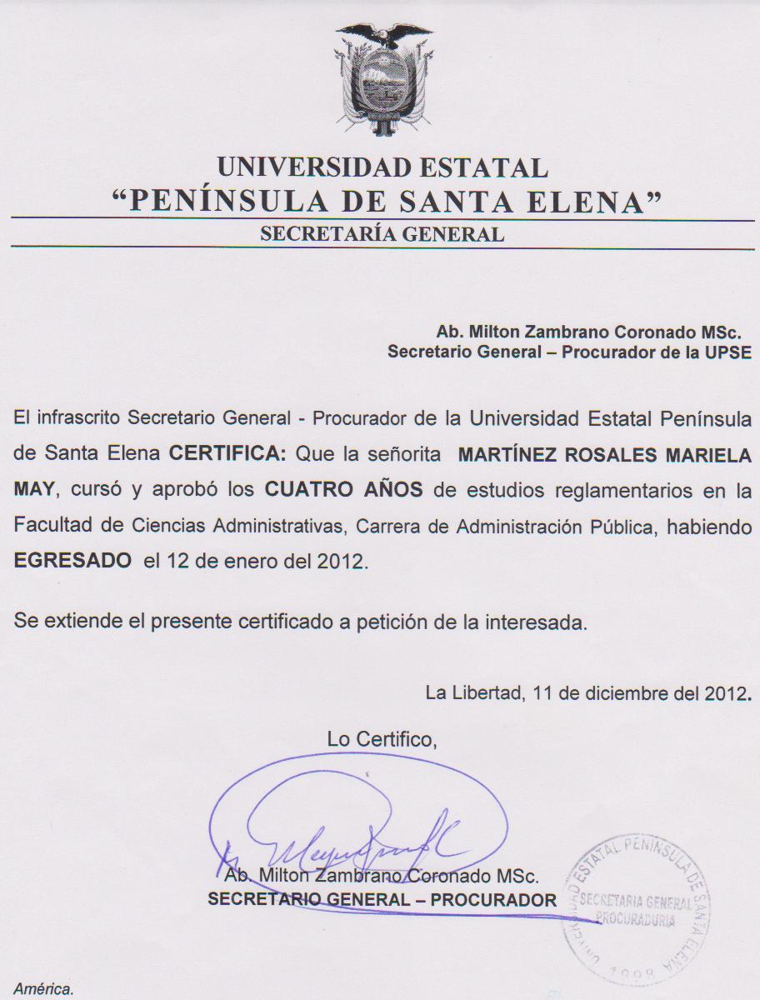 UNIVERSIDAD ESTATAL
“PENÍNSULA DE SANTA ELENA”
SECRETARÍA GENERAL
Ab. Milton Zambrano Coronado MSc.
Secretario General – Procurador de la UPSE
El infrascrito Secretario General - Procurador de la Universidad Estatal Península
de Santa Elena CERTIFICA: Que la señorita MARTÍNEZ ROSALES MARIELA
MAY, cursó y aprobó los CUATRO AÑOS de estudios reglamentarios en la
Facultad de Ciencias Administrativas, Carrera de Administración Pública, habiendo
EGRESADO el 12 de enero del 2012.
Se extiende el presente certificado a petición de la interesada.
La Libertad, 11 de diciembre del 2012.
Lo Certifico,
Ab. Milton Zambrano Coronado MSc.
SECRETARIO GENERAL – PROCURADOR
UNIVERSIDAD ESTATAL PENINSULA DE SANTA ELENA
SECRETARIA GENERAL
PROCURADURIA
1998
América.